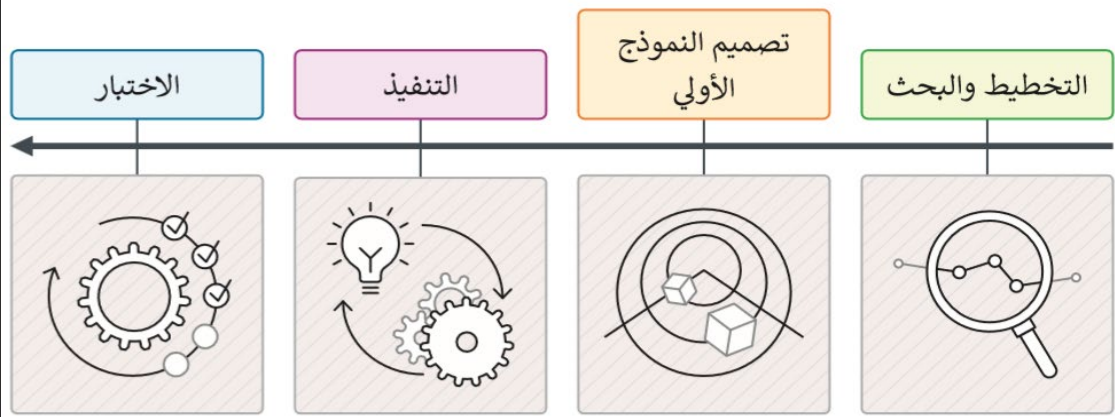 التخطيط والبحث
تصميم النموذج
الأولي
التنفيذ
الاختبار